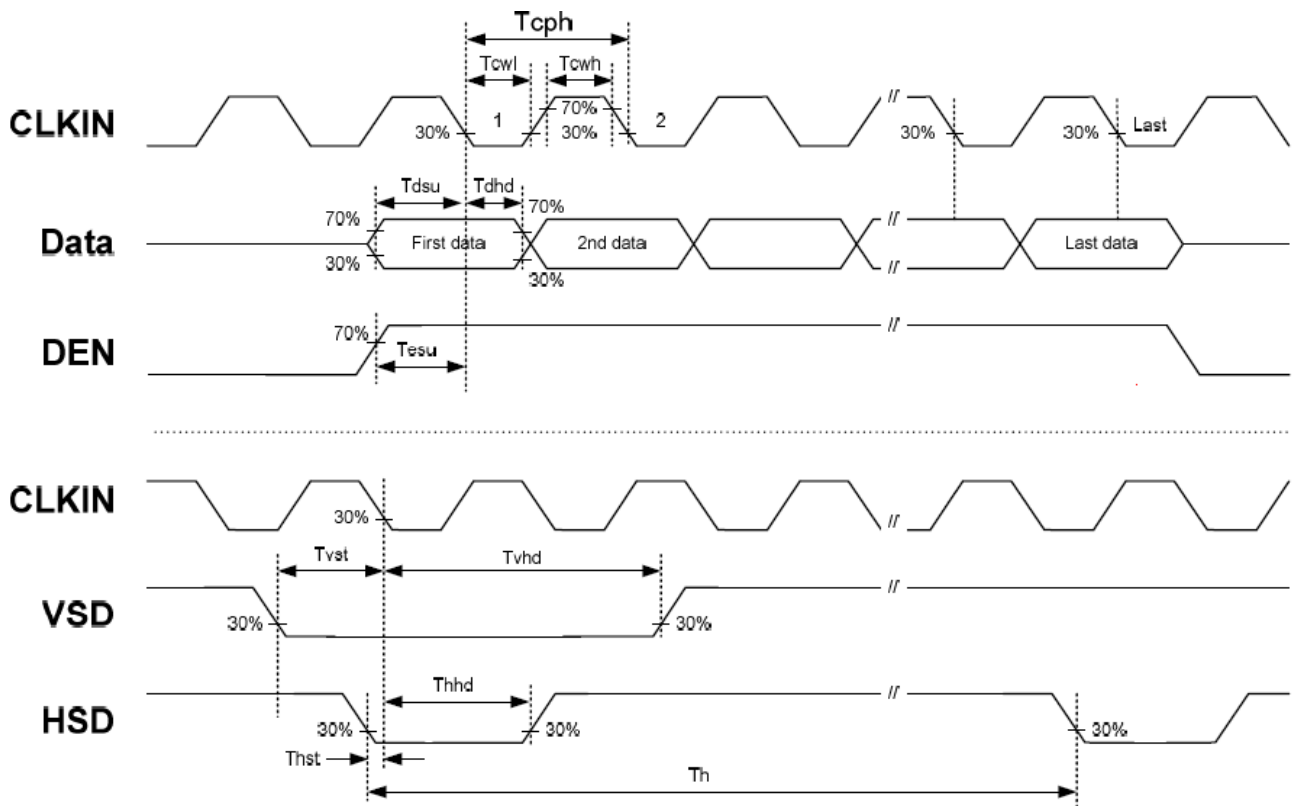 Tcph
Tcwl Tcwh
CLKIN 30% 1 70% 30% 2 30% 30% Last
Tdsu Tdhd
70% 70%
Data First data 2nd data Last data
30% 30%
DEN 70%
Tesu
CLKIN
30%
Tvst Tvhd
VSD 30% 30%
Thhd
HSD 30% 30% 30%
Thst
Th